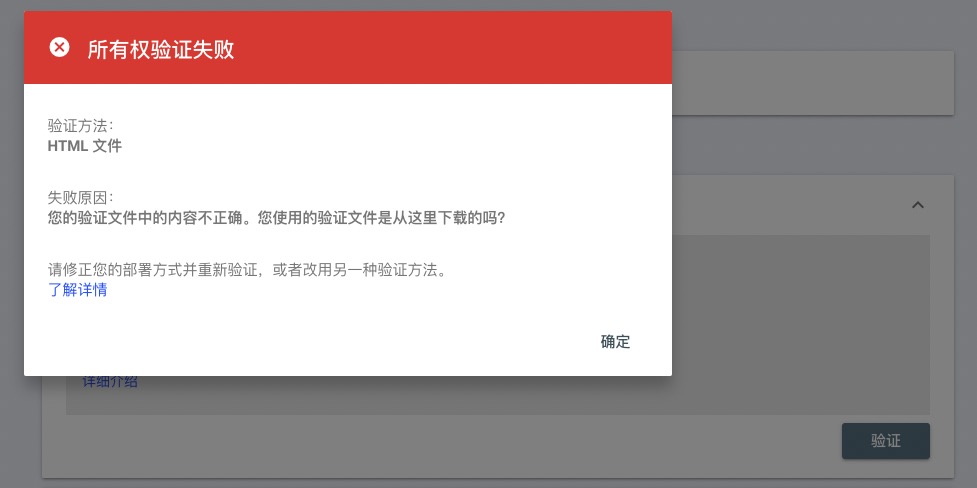 所有权验证失败
验证方法：
HTML 文件
失败原因：
您的验证文件中的内容不正确。您使用的验证文件是从这里下载的吗？
请修正您的部署方式并重新验证，或者改用另一种验证方法。
了解详情
确定
详细介绍
验证